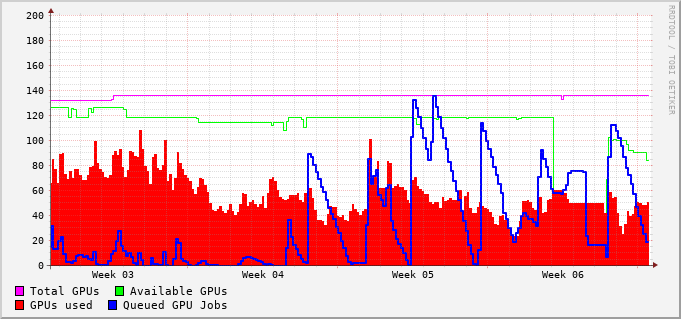 200
180
160
140
120
100
80
60
40
20
0
Week 03 Week 04 Week 05 Week 06
Total GPUs Available GPUs
GPUs used Queued GPU Jobs
RRDTOOL / TOBI OETIKER